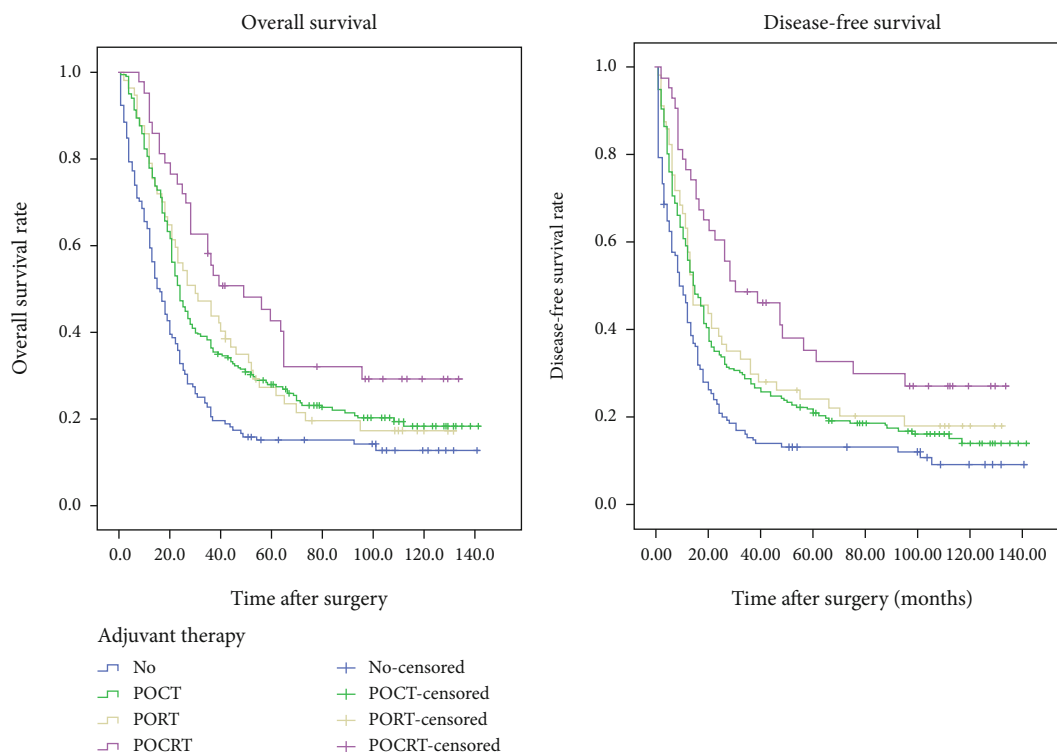 Overall survival
Overall survival rate
1.0
0.8
0.6
0.4
0.2
0.0
0.0 20.0 40.0 60.0 80.0 100.0 120.0 140.0
Time after surgery
Disease-free survival
Disease-free survival rate
1.0
0.8
0.6
0.4
0.2
0.0
0.00 20.00 40.00 60.00 80.00 100.00 120.00 140.00
Time after surgery (months)
Adjuvant therapy
No
POCT
PORT
POCRT
No-censored
POCT-censored
PORT-censored
POCRT-censored